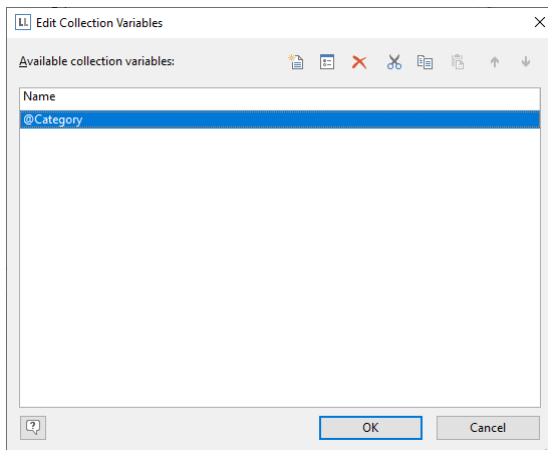 LL Edit Collection Variables
Available collection variables:
Name
@Category
OK
Cancel